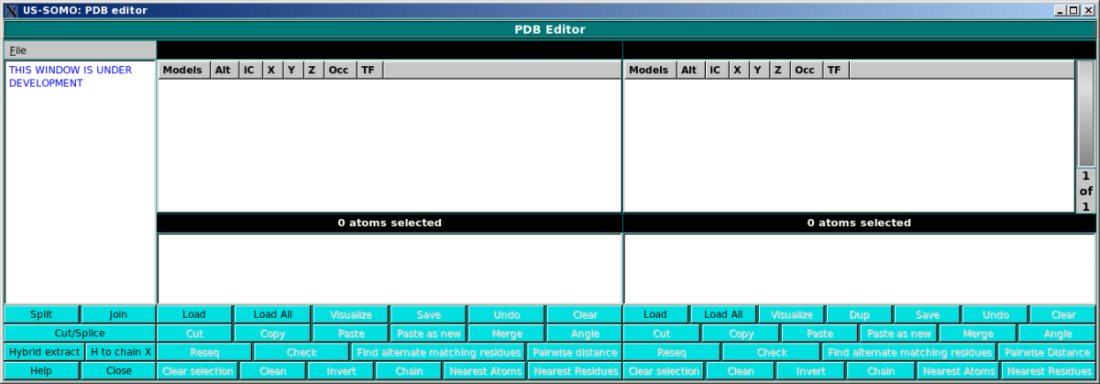 US-SOMO: PDB editor
PDB Editor
File
THIS WINDOW IS UNDER
DEVELOPMENT
Models Alt iC X Y Z Occ TF
Models Alt iC X Y Z Occ TF
1
of
1
0 atoms selected
0 atoms selected
Split Join Load Load All Visualize Save Undo Clear Load Load All Visualize Dup Save Undo Clear
Cut/Splice Cut Copy Paste Paste as new Merge Angle Cut Copy Paste Paste as new Merge Angle
Hybrid extract H to chain X Reseq Check Find alternate matching residues Pairwise distance Reseq Check Find alternate matching residues Pairwise Distance
Help Close Clear selection Clean Invert Chain Nearest Atoms Nearest Residues Clear selection Clean Invert Chain Nearest Atoms Nearest Residues